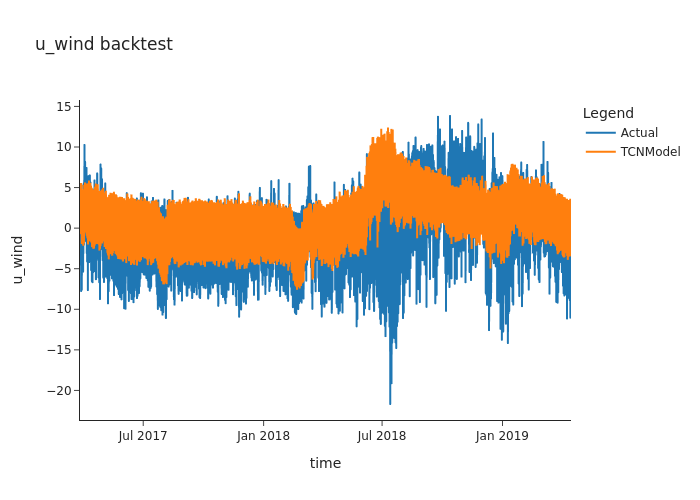 u_wind backtest
Legend
Actual
TCNModel
15
10
5
0
−5
−10
−15
−20
u_wind
Jul 2017
Jan 2018
Jul 2018
Jan 2019
time